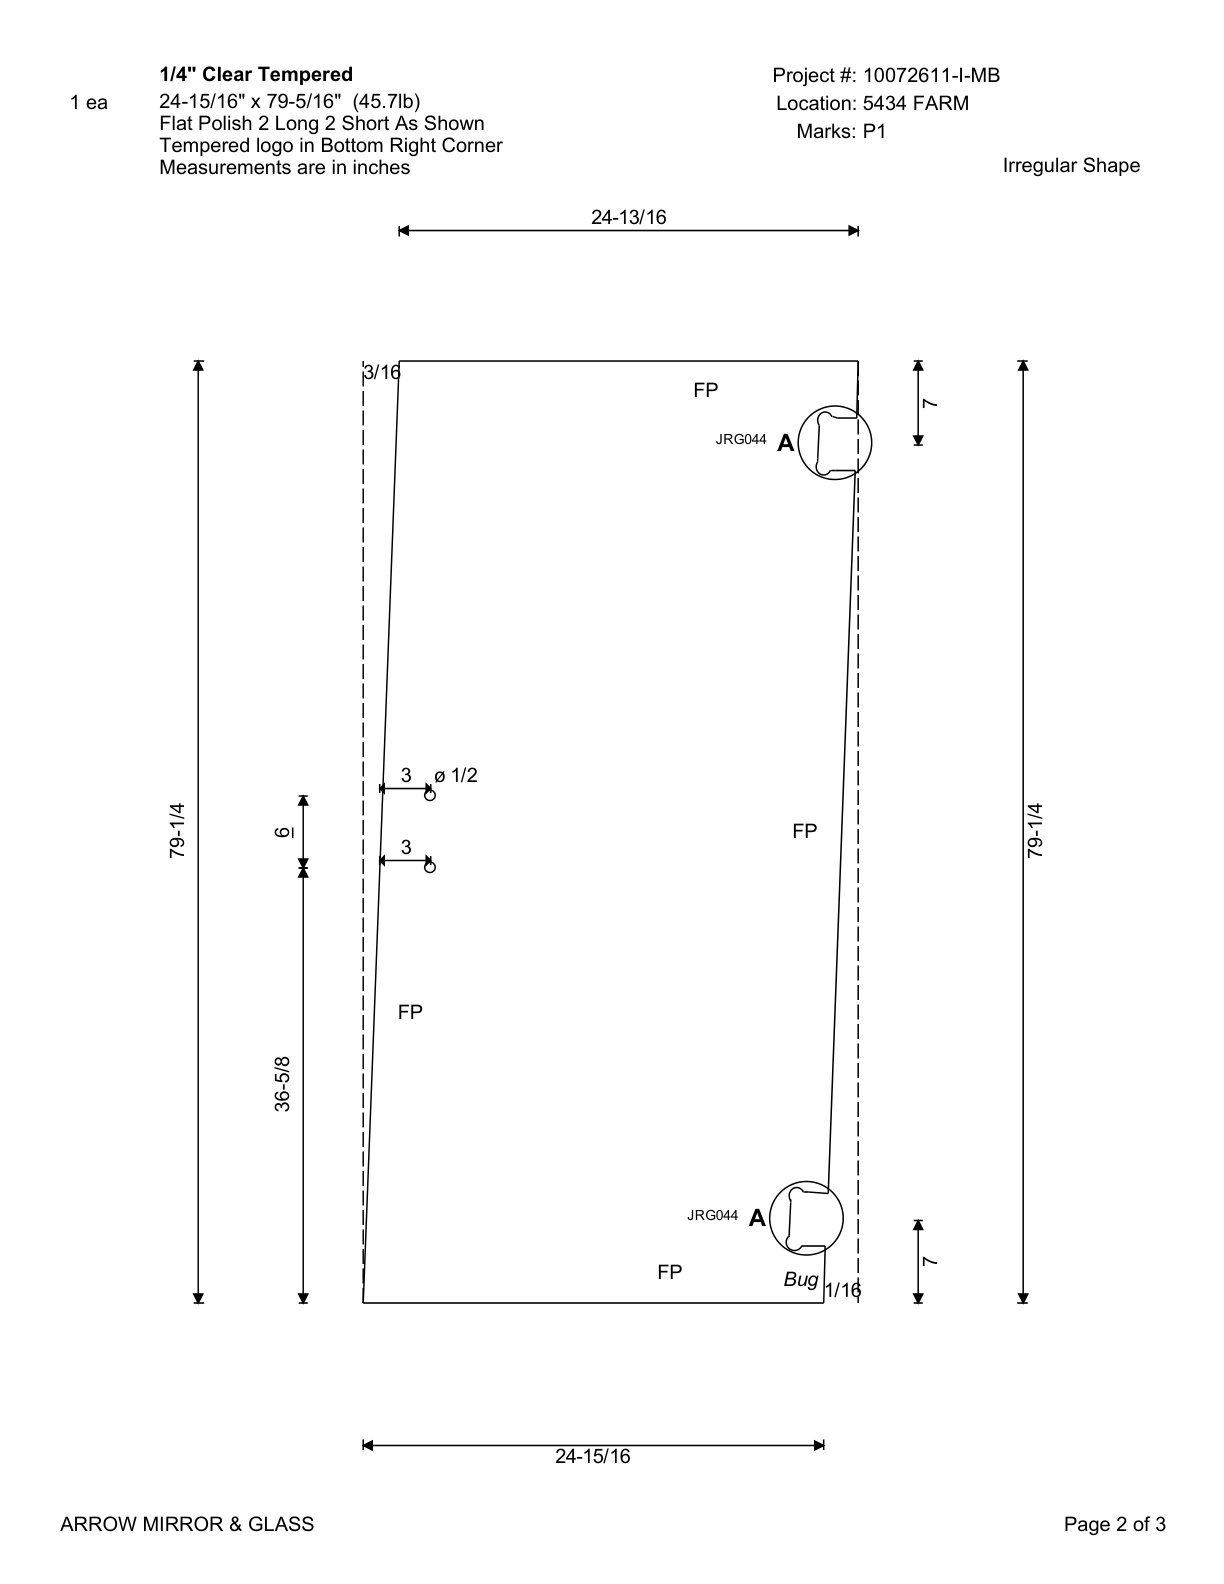 1/4" Clear Tempered
1 ea
24-15/16" x 79-5/16" (45.7lb)
Flat Polish 2 Long 2 Short As Shown
Tempered logo in Bottom Right Corner
Measurements are in inches
Project #: 10072611-I-MB
Location: 5434 FARM
Marks: P1
Irregular Shape
24-13/16
3/16
FP
7
JRG044 A
3 ø 1/2
6
3
79-1/4
FP
79-1/4
FP
36-5/8
JRG044 A
7
FP
Bug
1/16
24-15/16
ARROW MIRROR & GLASS
Page 2 of 3